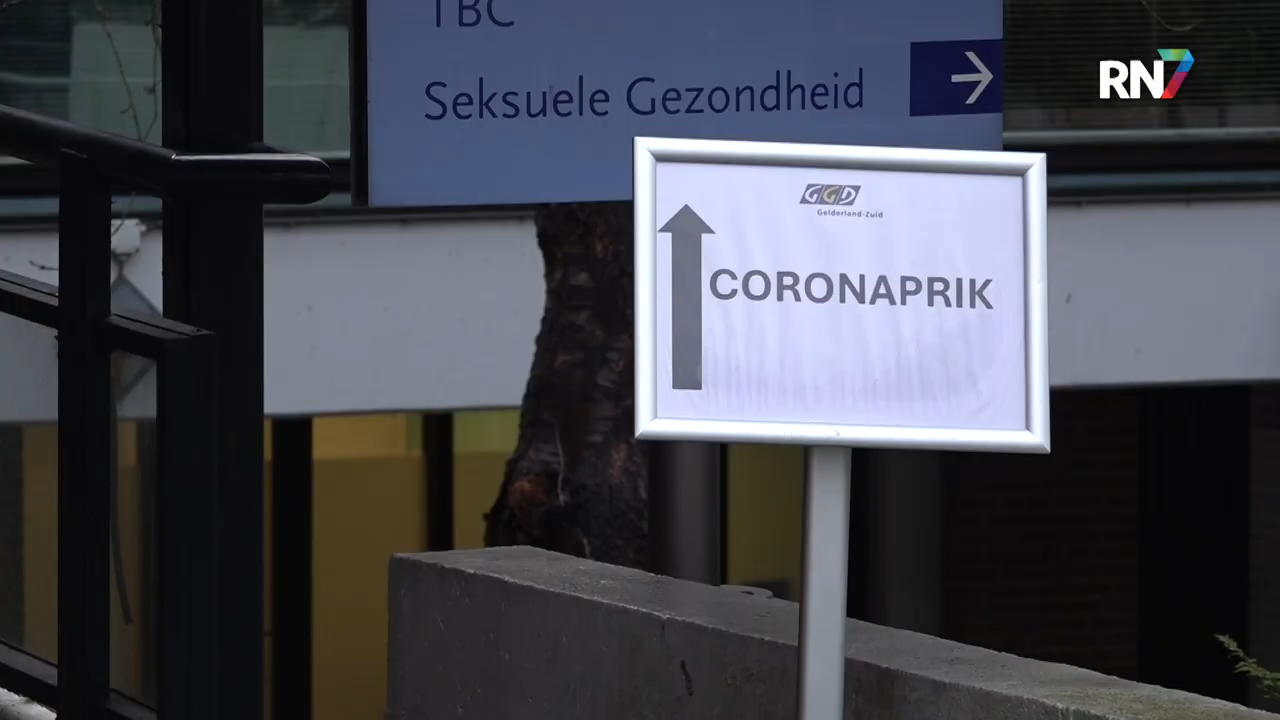 TBC
Seksuele Gezondheid
RN7
GGD
Gelderland-Zuid
CORONAPRIK